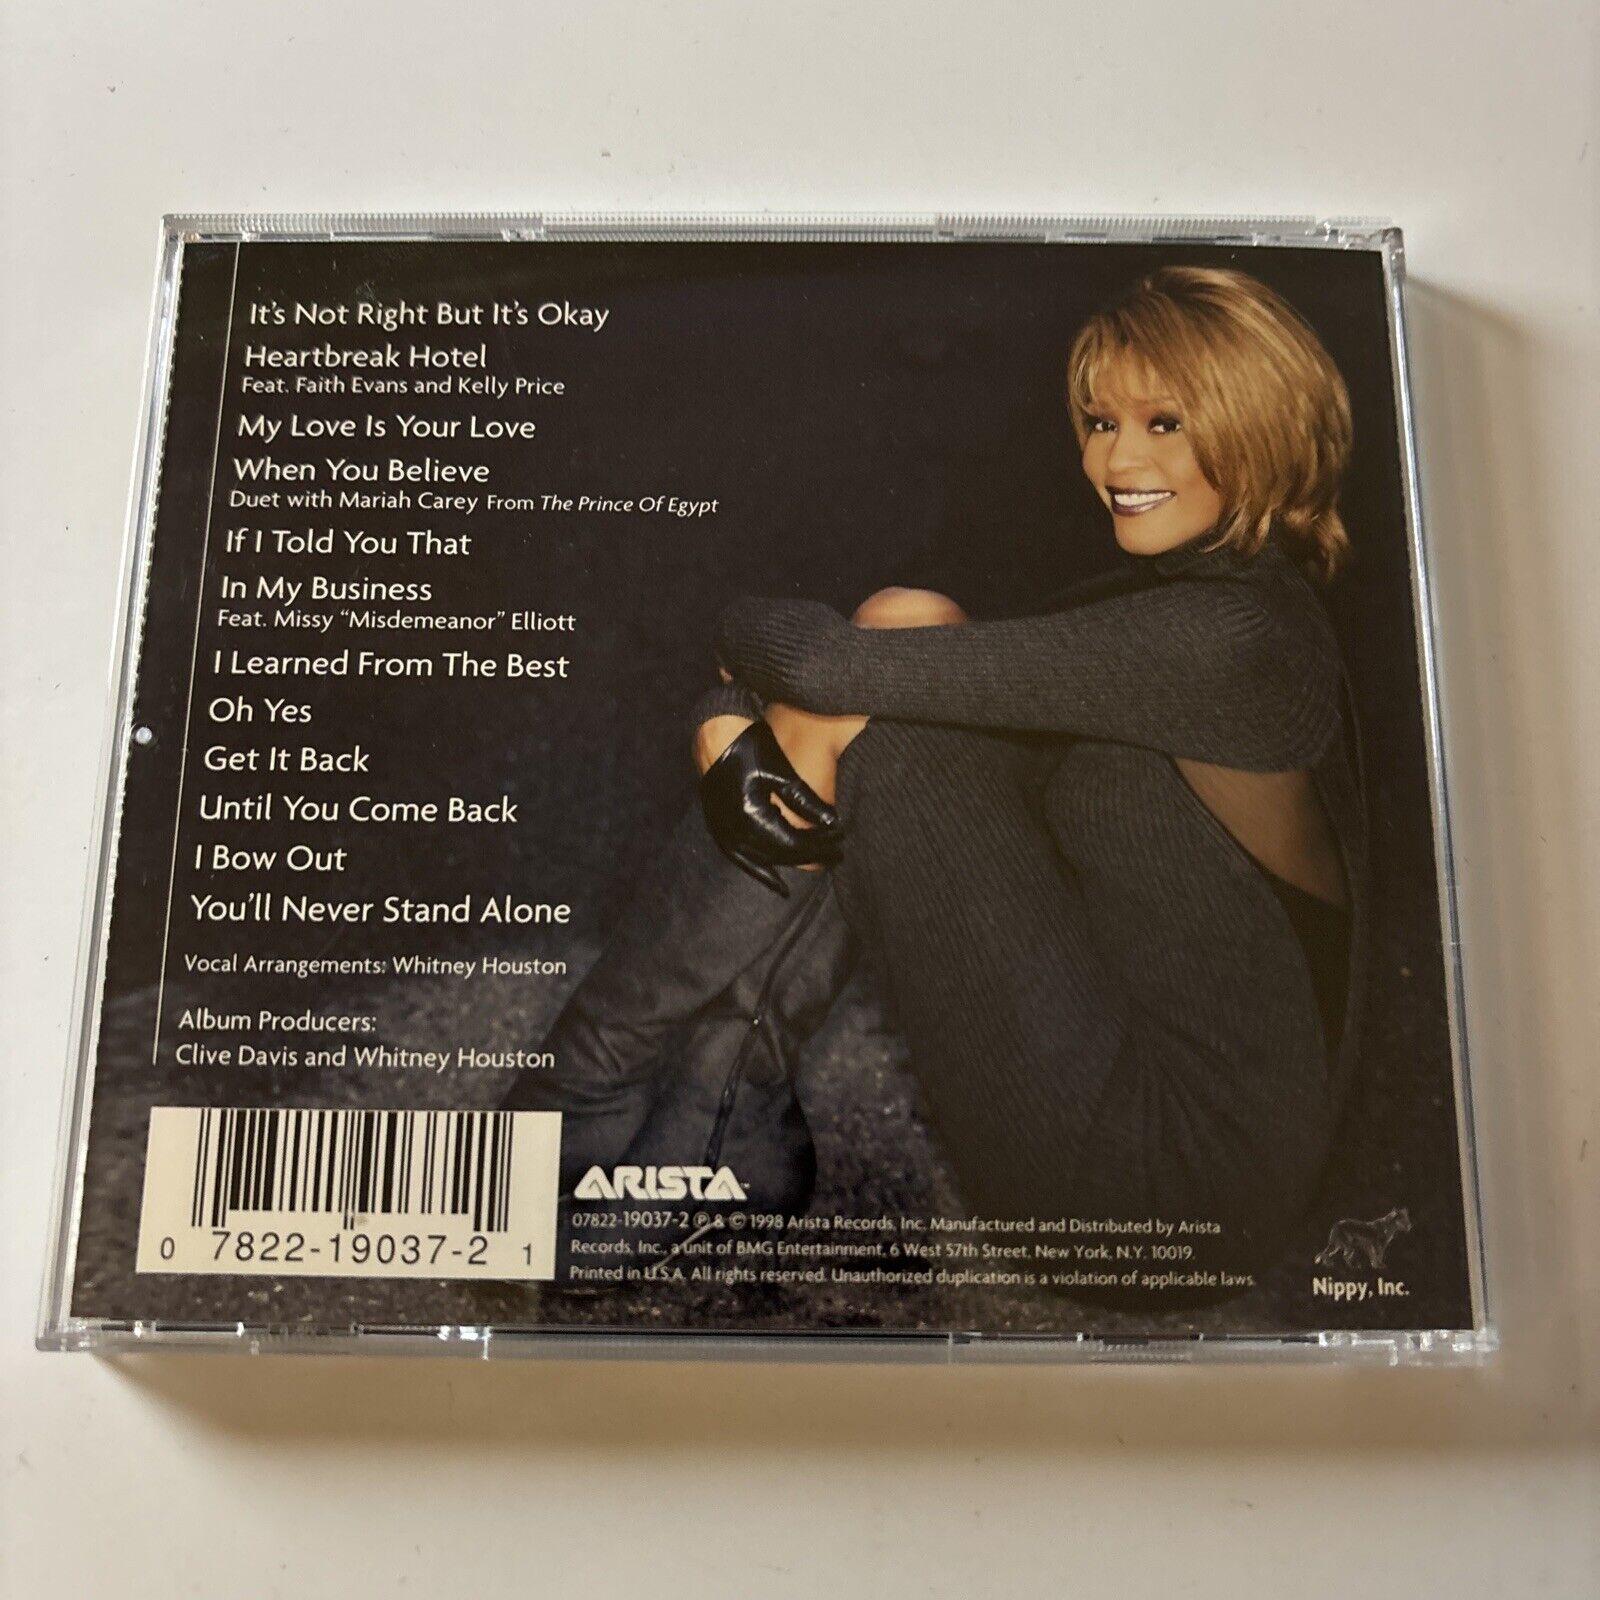 It's Not Right But It's Okay
Heartbreak Hotel
Feat. Faith Evans and Kelly Price
My Love Is Your Love
When You Believe
Duet with Mariah Carey From The Prince Of Egypt
If I Told You That
In My Business
Feat. Missy “Misdemeanor” Elliott
I Learned From The Best
Oh Yes
Get It Back
Until You Come Back
I Bow Out
You'll Never Stand Alone
Vocal Arrangements: Whitney Houston
Album Producers:
Clive Davis and Whitney Houston
0 7822-19037-2 1
ARISTA™
07822-19037-2 ℗ & © 1998 Arista Records, Inc. Manufactured and Distributed by Arista
Records, Inc., a unit of BMG Entertainment, 6 West 57th Street, New York, N.Y. 10019.
Printed in U.S.A. All rights reserved. Unauthorized duplication is a violation of applicable laws.
Nippy, Inc.